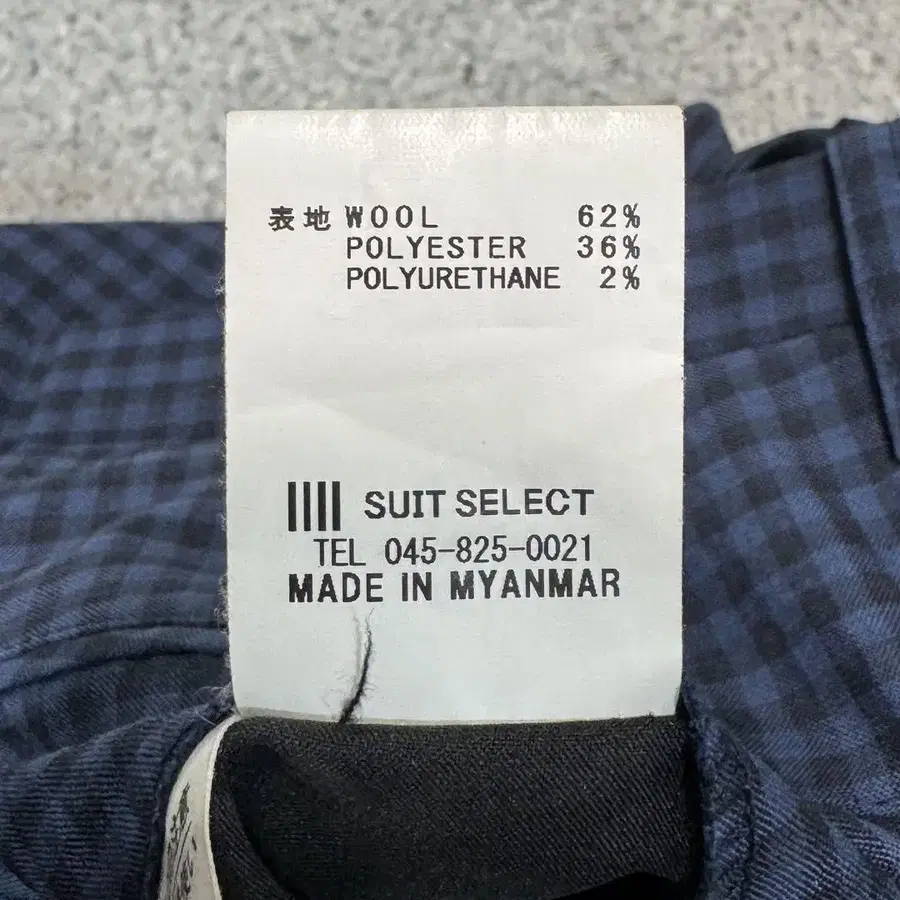 表地 WOOL 62%
POLYESTER 36%
POLYURETHANE 2%
SUIT SELECT
TEL 045-825-0021
MADE IN MYANMAR